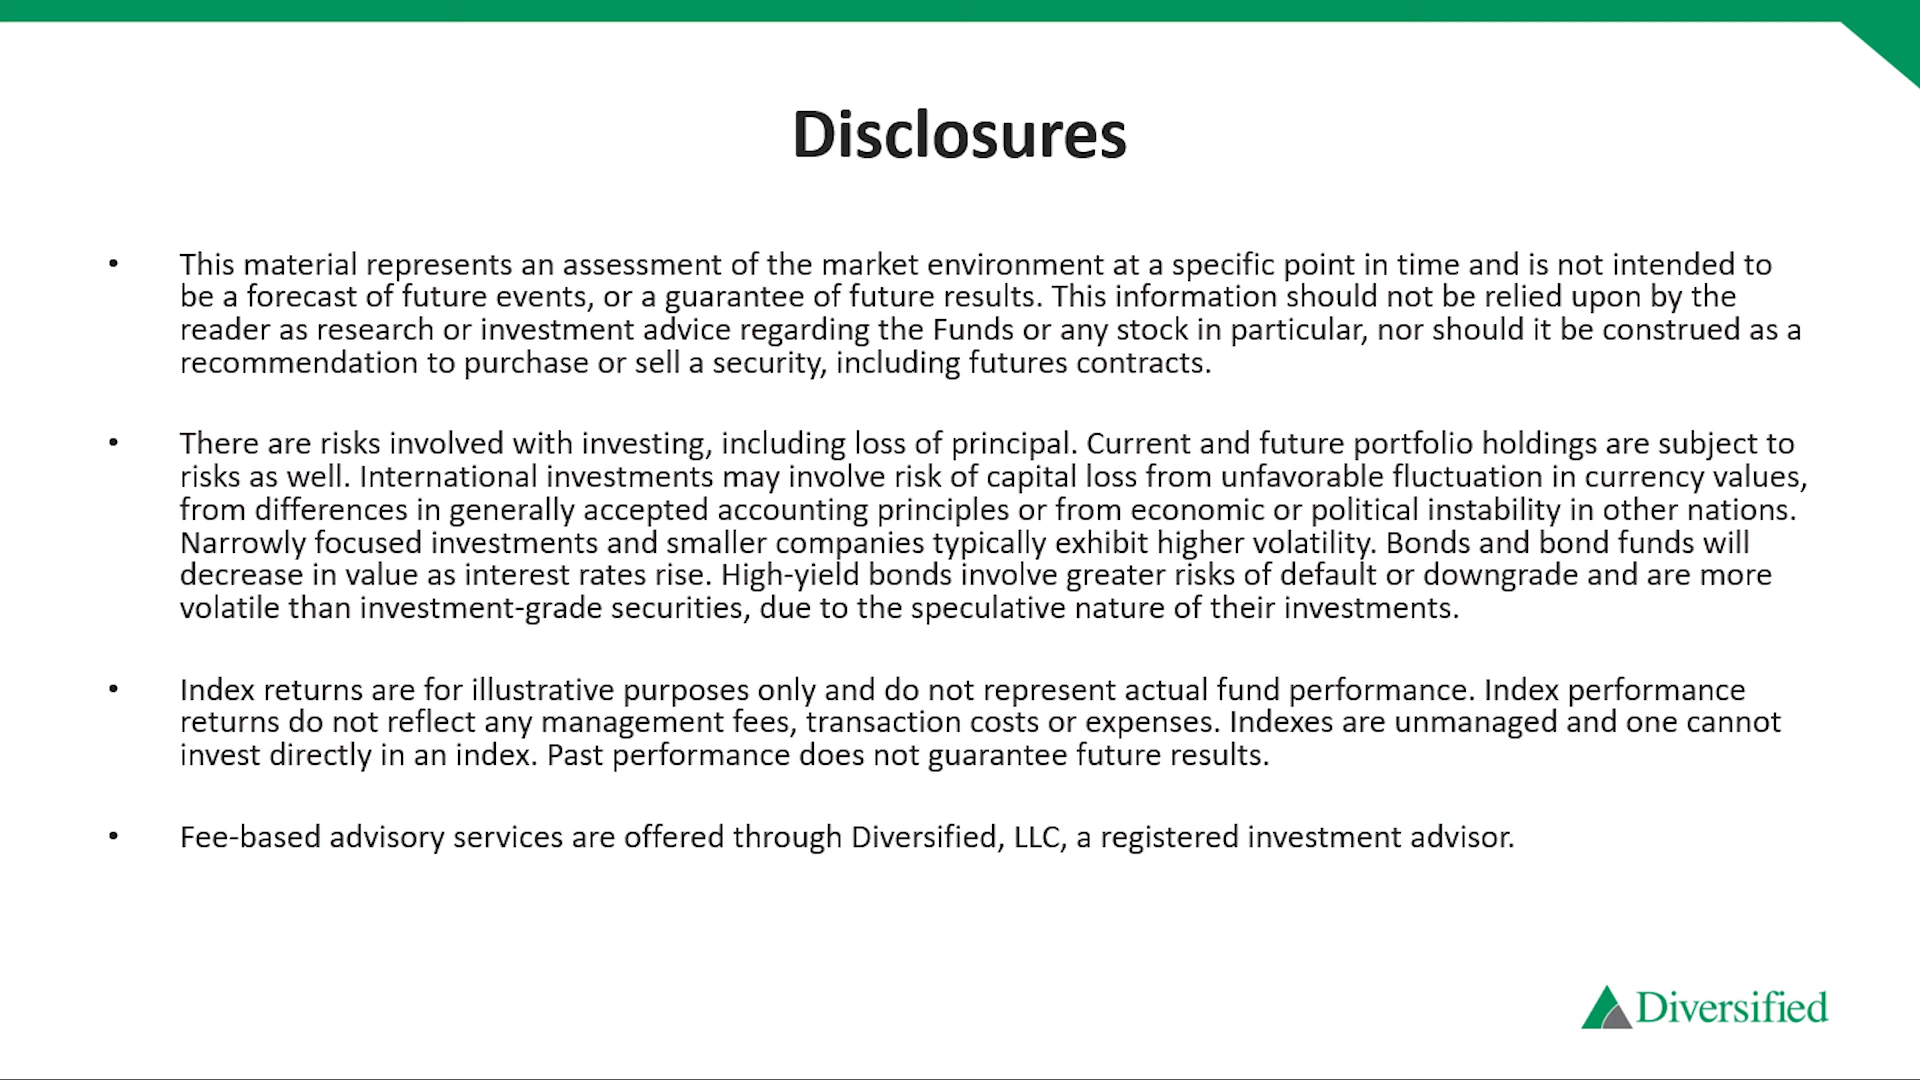 Disclosures
• This material represents an assessment of the market environment at a specific point in time and is not intended to
be a forecast of future events, or a guarantee of future results. This information should not be relied upon by the
reader as research or investment advice regarding the Funds or any stock in particular, nor should it be construed as a
recommendation to purchase or sell a security, including futures contracts.
• There are risks involved with investing, including loss of principal. Current and future portfolio holdings are subject to
risks as well. International investments may involve risk of capital loss from unfavorable fluctuation in currency values,
from differences in generally accepted accounting principles or from economic or political instability in other nations.
Narrowly focused investments and smaller companies typically exhibit higher volatility. Bonds and bond funds will
decrease in value as interest rates rise. High-yield bonds involve greater risks of default or downgrade and are more
volatile than investment-grade securities, due to the speculative nature of their investments.
• Index returns are for illustrative purposes only and do not represent actual fund performance. Index performance
returns do not reflect any management fees, transaction costs or expenses. Indexes are unmanaged and one cannot
invest directly in an index. Past performance does not guarantee future results.
• Fee-based advisory services are offered through Diversified, LLC, a registered investment advisor.
Diversified